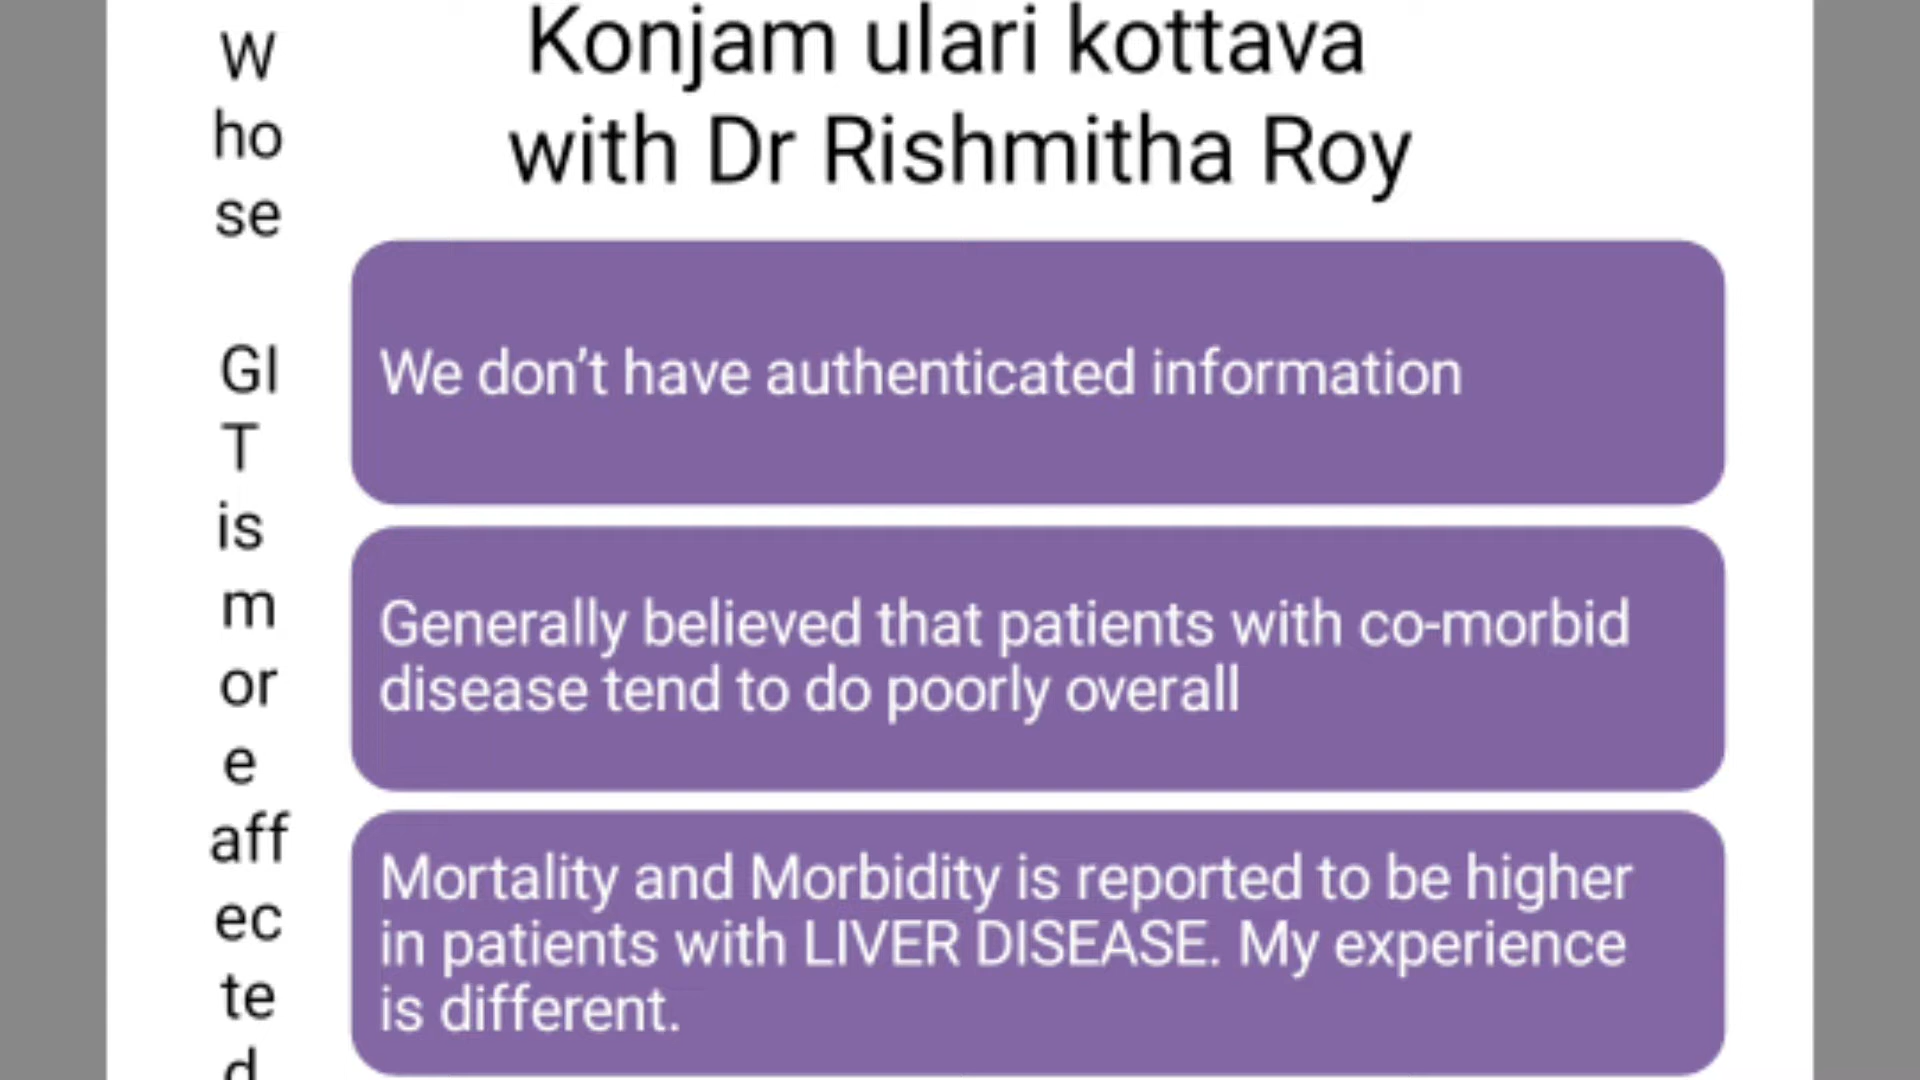 Konjam ulari kottava
with Dr Rishmitha Roy
W
ho
se
GI
T
is
m
or
e
aff
ec
te
d
We don’t have authenticated information
Generally believed that patients with co-morbid
disease tend to do poorly overall
Mortality and Morbidity is reported to be higher
in patients with LIVER DISEASE. My experience
is different.